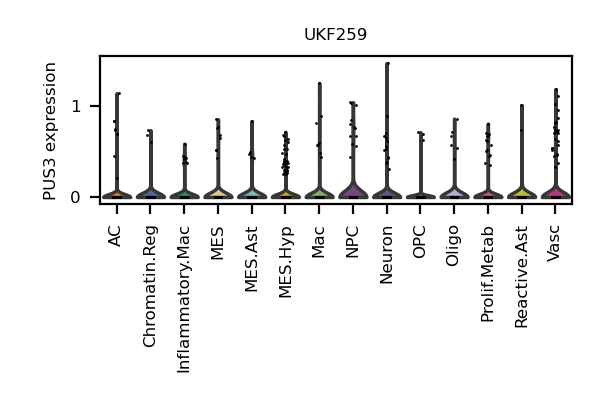 UKF259
PUS3 expression
1
0
AC
Chromatin.Reg
Inflammatory.Mac
MES
MES.Ast
MES.Hyp
Mac
NPC
Neuron
OPC
Oligo
Prolif.Metab
Reactive.Ast
Vasc